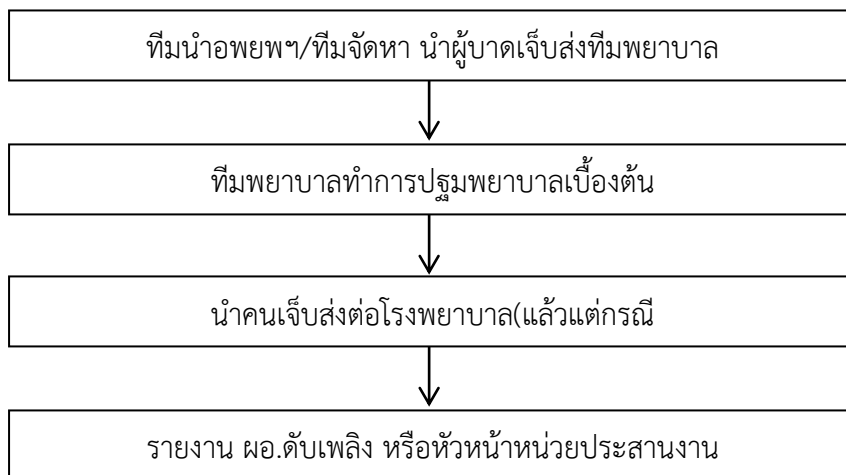 ทีมนำอพยพฯ/ทีมจัดหา นำผู้บาดเจ็บส่งทีมพยาบาล
ทีมพยาบาลทำการปฐมพยาบาลเบื้องต้น
นำคนเจ็บส่งต่อโรงพยาบาล(แล้วแต่กรณี
รายงาน ผอ.ดับเพลิง หรือหัวหน้าหน่วยประสานงาน